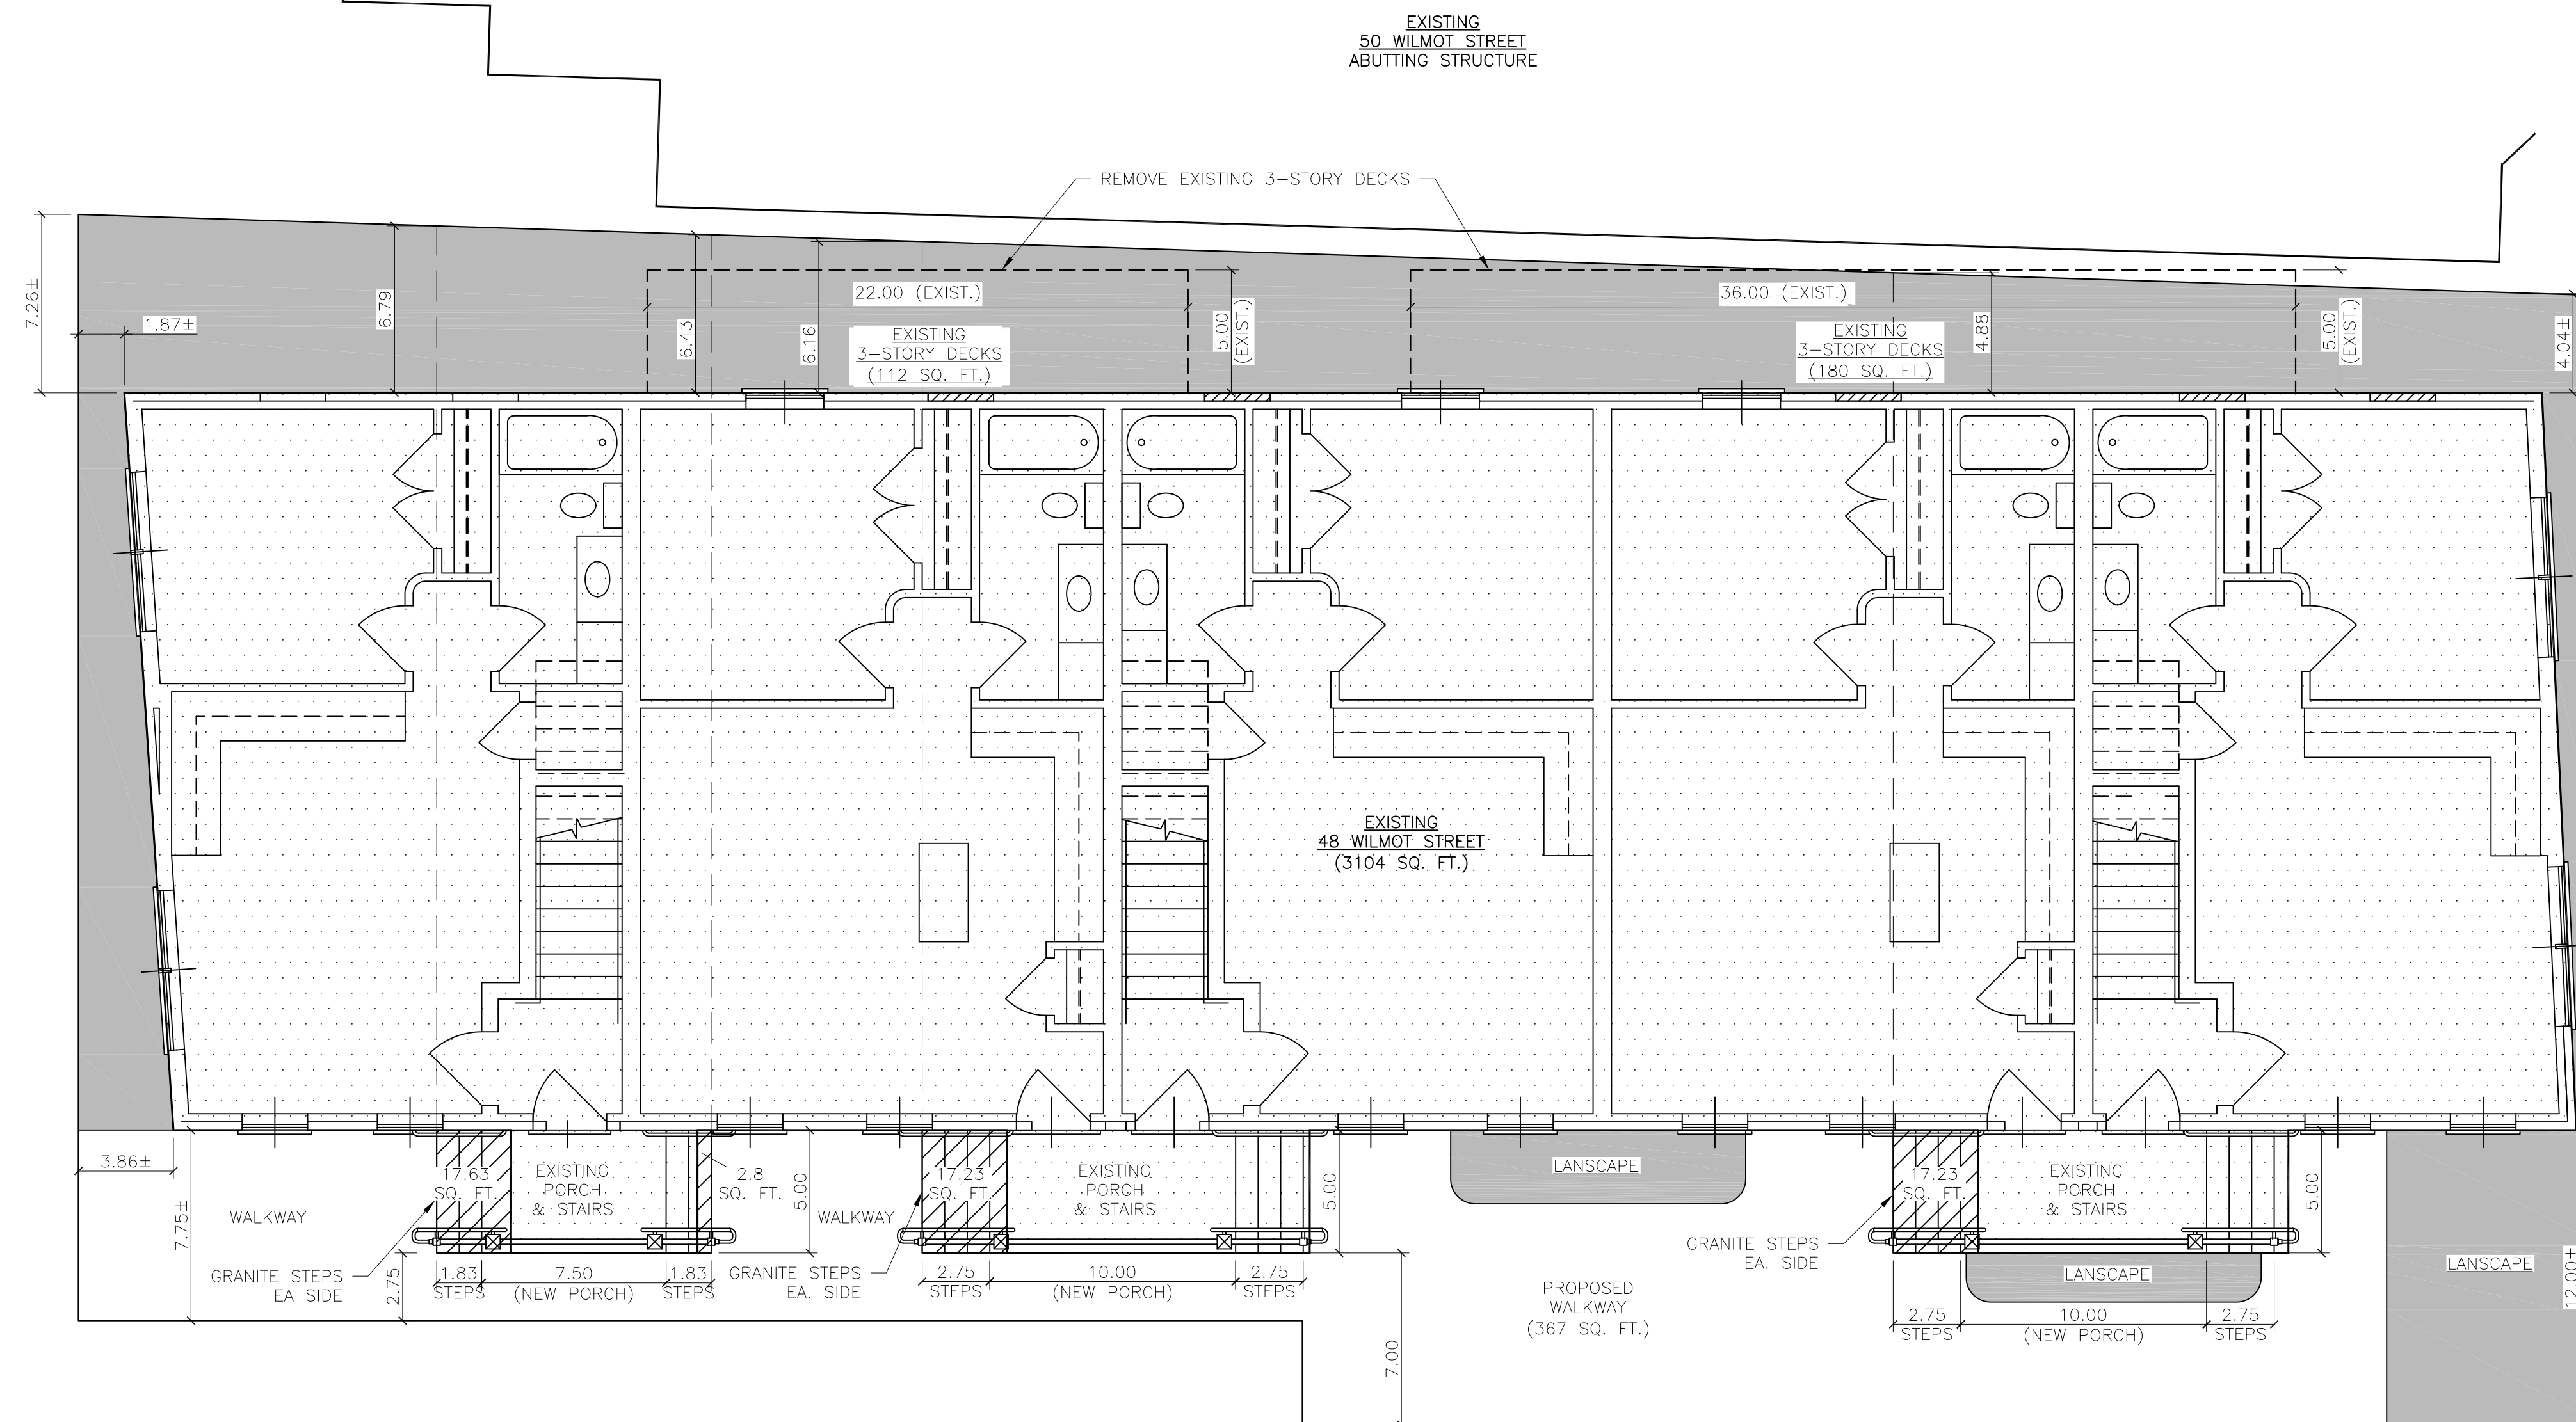 EXISTING
50 WILMOT STREET
ABUTTING STRUCTURE
REMOVE EXISTING 3-STORY DECKS
7.26±
1.87±
6.79
6.43
6.16
22.00 (EXIST.)
EXISTING
3-STORY DECKS
(112 SQ. FT.)
5.00
(EXIST.)
36.00 (EXIST.)
EXISTING
3-STORY DECKS
(180 SQ. FT.)
4.88
5.00
(EXIST.)
4.04±
EXISTING
48 WILMOT STREET
(3104 SQ. FT.)
3.86±
7.75±
WALKWAY
17.63
SQ. FT.
EXISTING
PORCH
& STAIRS
2.8
SQ. FT.
5.00
WALKWAY
17.23
SQ. FT.
EXISTING
PORCH
& STAIRS
5.00
LANSCAPE
17.23
SQ. FT.
EXISTING
PORCH
& STAIRS
5.00
GRANITE STEPS
EA SIDE
2.75
1.83
STEPS
7.50
(NEW PORCH)
1.83
STEPS
GRANITE STEPS
EA. SIDE
2.75
STEPS
10.00
(NEW PORCH)
2.75
STEPS
7.00
PROPOSED
WALKWAY
(367 SQ. FT.)
GRANITE STEPS
EA. SIDE
LANSCAPE
2.75
STEPS
10.00
(NEW PORCH)
2.75
STEPS
LANSCAPE
12.00±